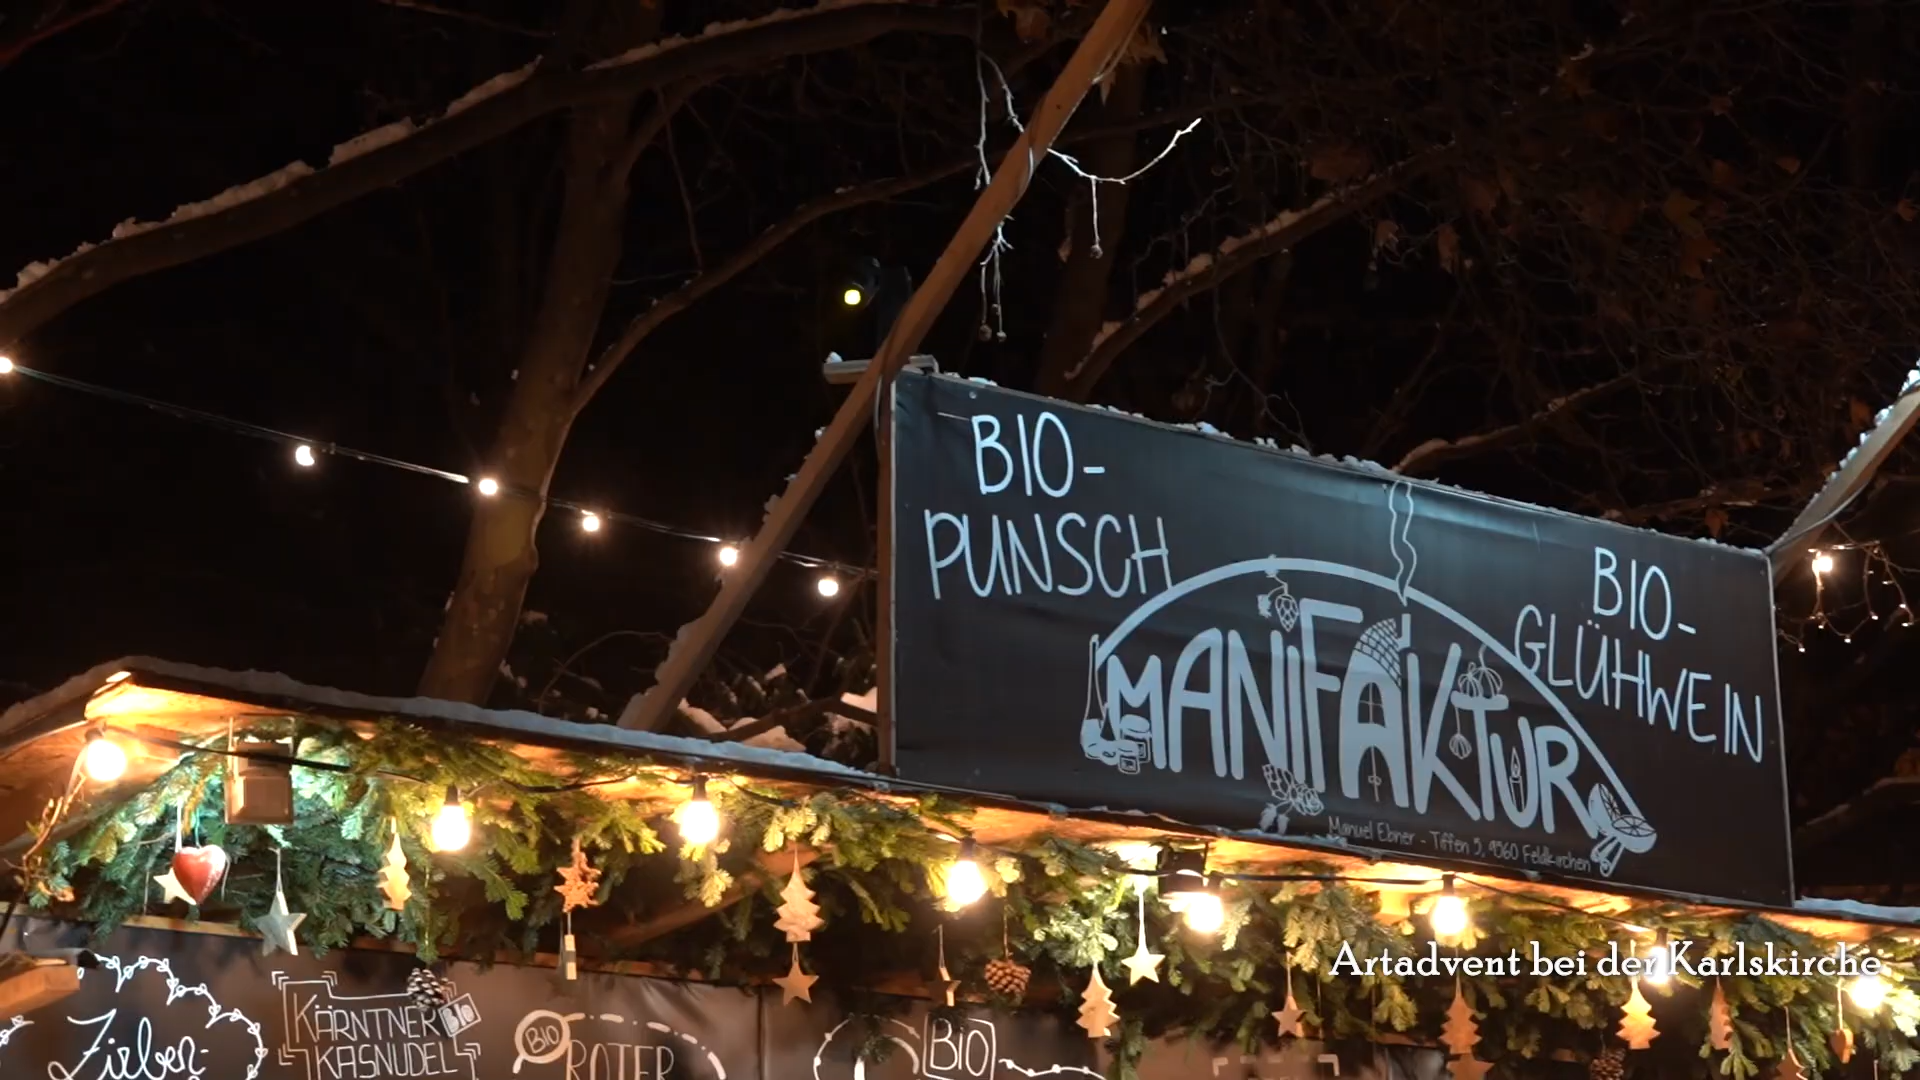 BIO-
PUNSCH
BIO-
GLÜHWEIN
MANIFAKTUR
Manuel Ebner - Tiffen 5, 9560 Feldkirchen
Artadvent bei der Karlskirche
Zirben-
KÄRNTNER BIO
KASNUDEL
BIO
ROTER
BIO